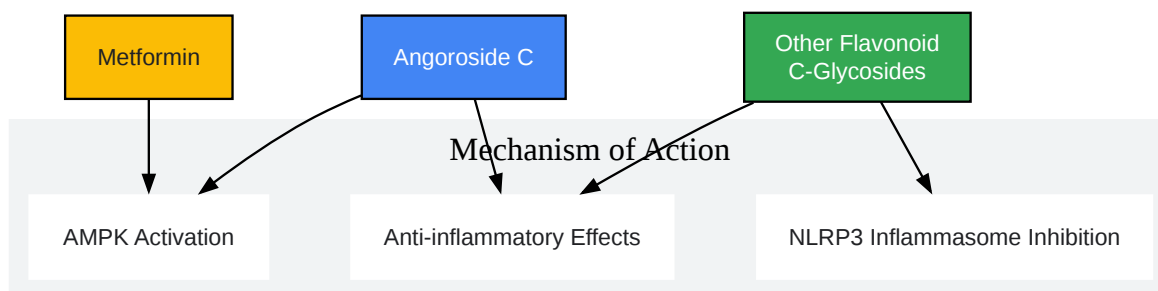 Metformin
Angoroside C
Other Flavonoid
C-Glycosides
Mechanism of Action
AMPK Activation
Anti-inflammatory Effects
NLRP3 Inflammasome Inhibition